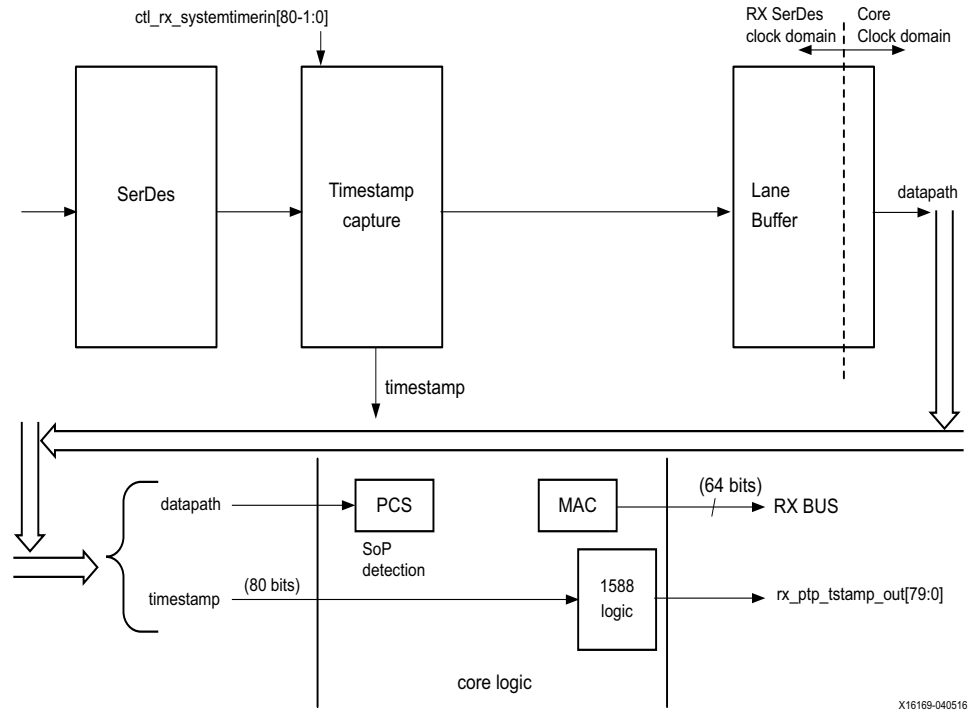 ctl_rx_systemtimerin[80-1:0]
RX SerDes
clock domain
Core
Clock domain
SerDes
Timestamp
capture
Lane
Buffer
datapath
timestamp
datapath
PCS
MAC
(64 bits)
RX BUS
SoP
detection
timestamp
(80 bits)
1588
logic
rx_ptp_tstamp_out[79:0]
core logic
X16169-040516